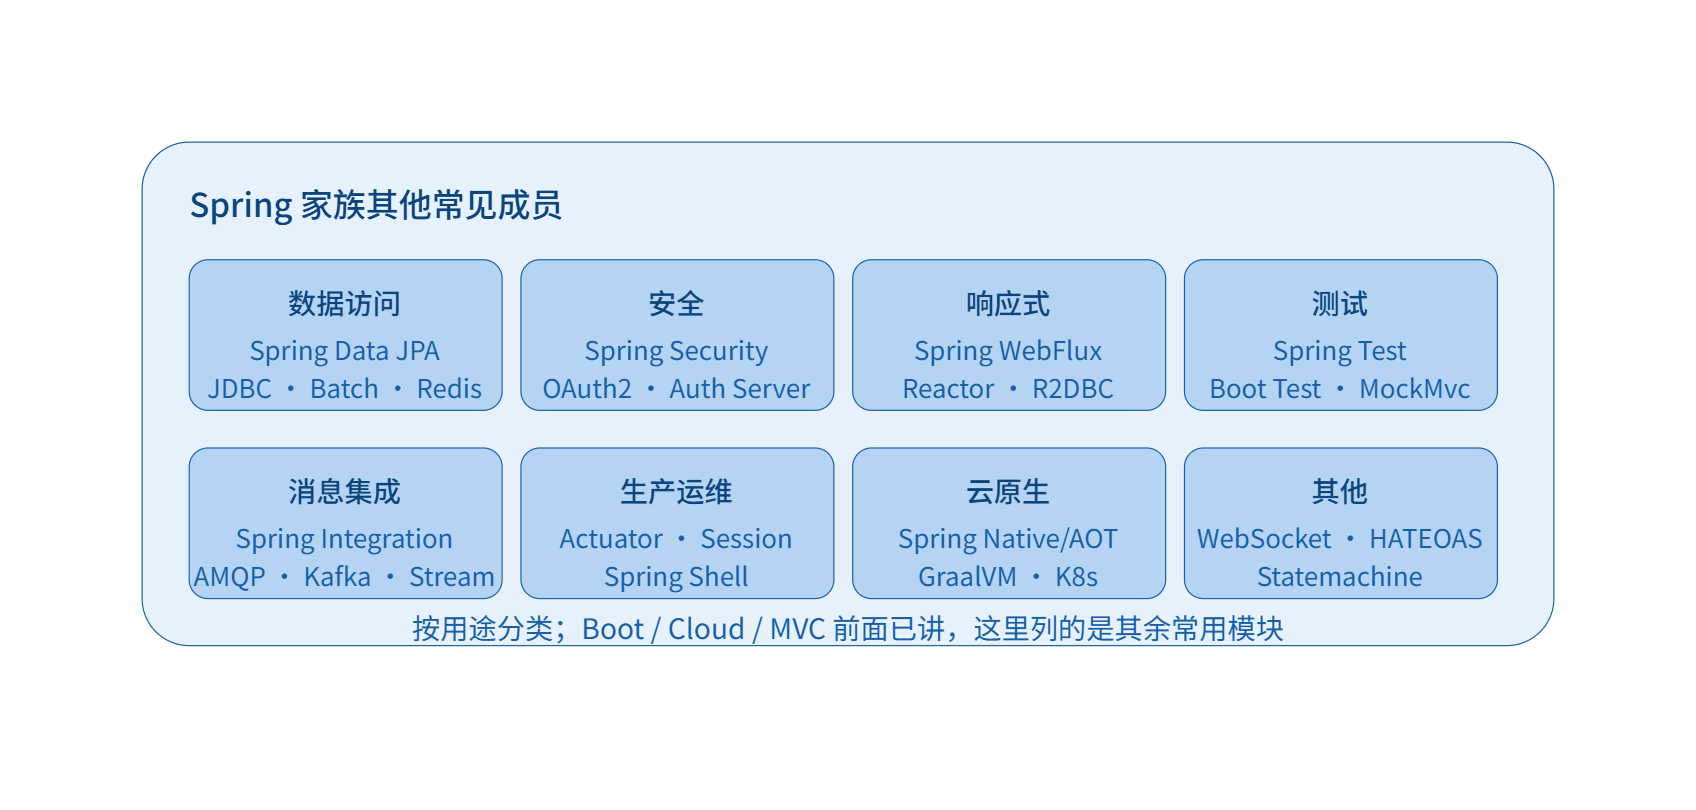 Spring 家族其他常见成员
数据访问
Spring Data JPA
JDBC · Batch · Redis
安全
Spring Security
OAuth2 · Auth Server
响应式
Spring WebFlux
Reactor · R2DBC
测试
Spring Test
Boot Test · MockMvc
消息集成
Spring Integration
AMQP · Kafka · Stream
生产运维
Actuator · Session
Spring Shell
云原生
Spring Native/AOT
GraalVM · K8s
其他
WebSocket · HATEOAS
Statemachine
按用途分类；Boot / Cloud / MVC 前面已讲，这里列的是其余常用模块